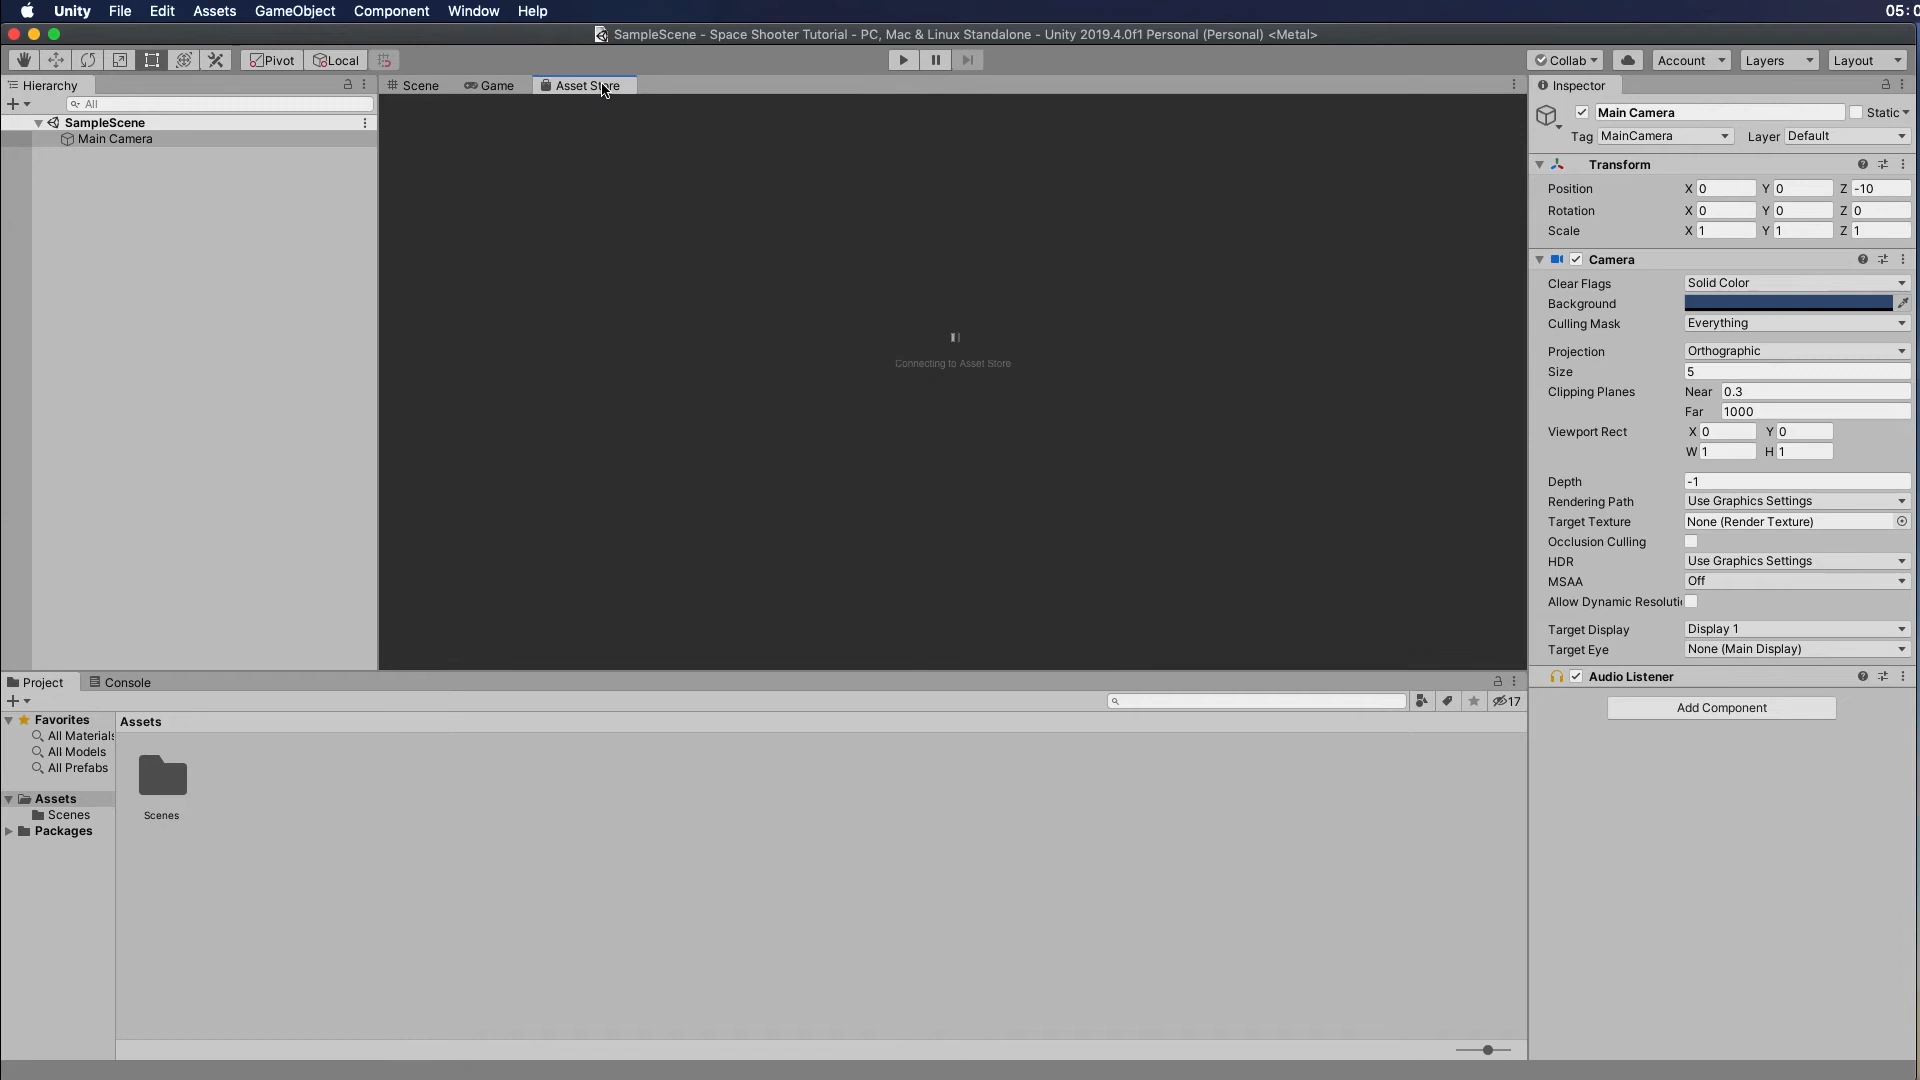 Unity File Edit Assets GameObject Component Window Help
SampleScene - Space Shooter Tutorial - PC, Mac & Linux Standalone - Unity 2019.4.0f1 Personal (Personal) <Metal>
Pivot Local Collab Account Layers Layout
Hierarchy
All
SampleScene
Main Camera
Scene Game Asset Store
Connecting to Asset Store
Inspector
Main Camera Static
Tag MainCamera Layer Default
Transform
Position X 0 Y 0 Z -10
Rotation X 0 Y 0 Z 0
Scale X 1 Y 1 Z 1
Camera
Clear Flags Solid Color
Background
Culling Mask Everything
Projection Orthographic
Size 5
Clipping Planes Near 0.3
Far 1000
Viewport Rect X 0 Y 0
W 1 H 1
Depth -1
Rendering Path Use Graphics Settings
Target Texture None (Render Texture)
Occlusion Culling
HDR Use Graphics Settings
MSAA Off
Allow Dynamic Resoluti
Target Display Display 1
Target Eye None (Main Display)
Audio Listener
Add Component
Project Console
17
Favorites
All Materials
All Models
All Prefabs
Assets
Scenes
Packages
Assets
Scenes